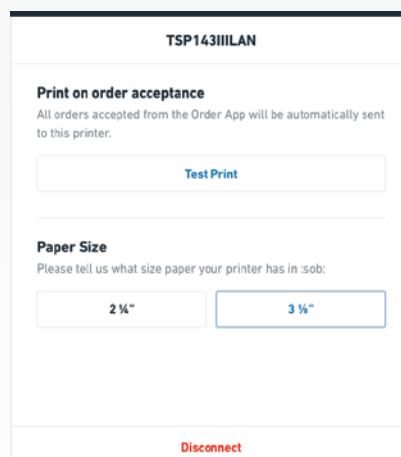 TSP143IIILAN
Print on order acceptance
All orders accepted from the Order App will be automatically sent
to this printer.
Test Print
Paper Size
Please tell us what size paper your printer has in :sob:
2 ¼"
3 ⅛"
Disconnect